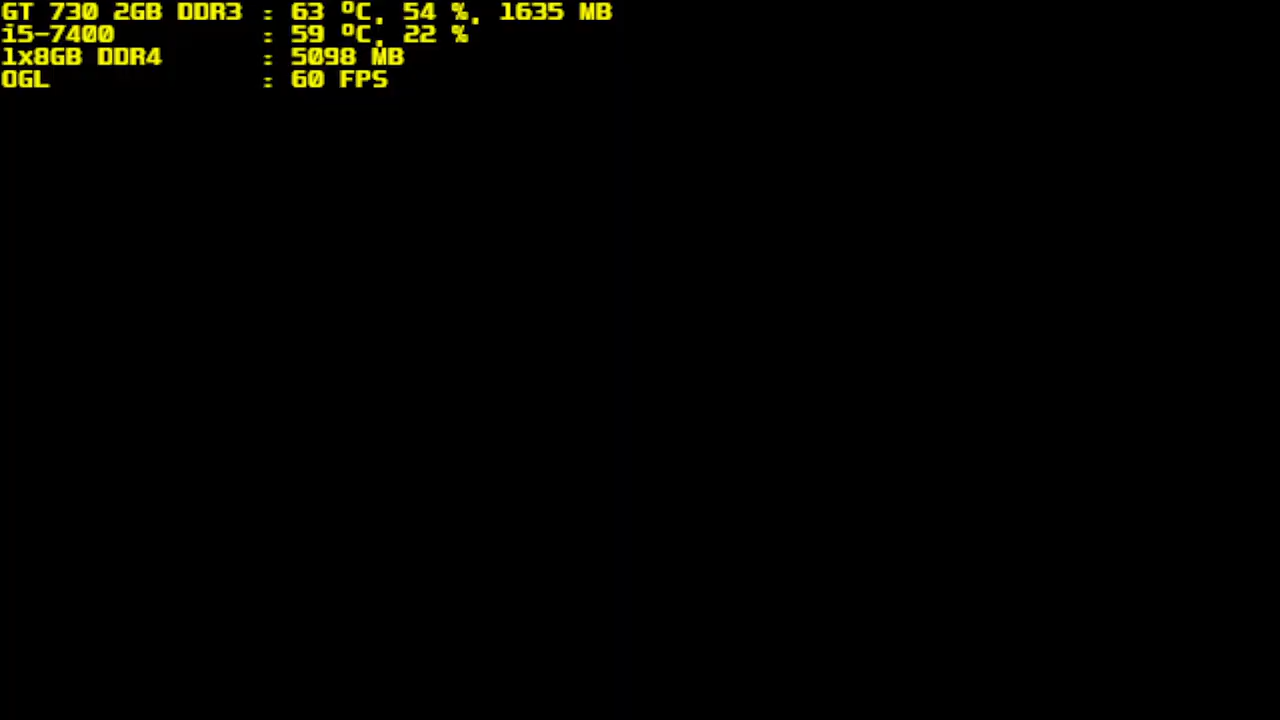 GT 730 2GB DDR3 : 63 ºC, 54 %, 1635 MB
i5-7400 : 59 ºC, 22 %
1x8GB DDR4 : 5098 MB
OGL : 60 FPS